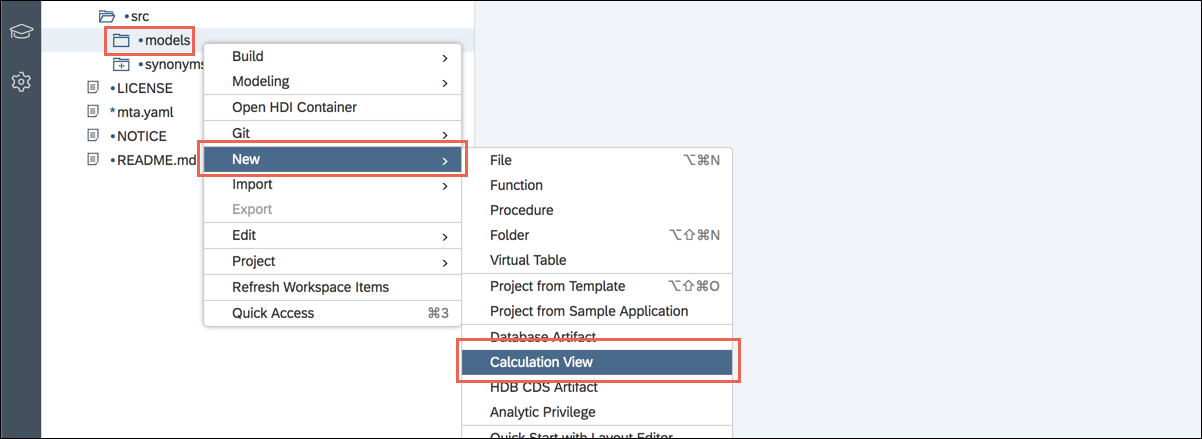 •src
•models
•synonyms
•LICENSE
*mta.yaml
•NOTICE
•README.md
Build
Modeling
Open HDI Container
Git
New
Import
Export
Edit
Project
Refresh Workspace Items
Quick Access ⌘3
File ⌥⌘N
Function
Procedure
Folder ⌥⇧⌘N
Virtual Table
Project from Template ⌥⇧⌘O
Project from Sample Application
Database Artifact
Calculation View
HDB CDS Artifact
Analytic Privilege
Quick Start with Layout Editor